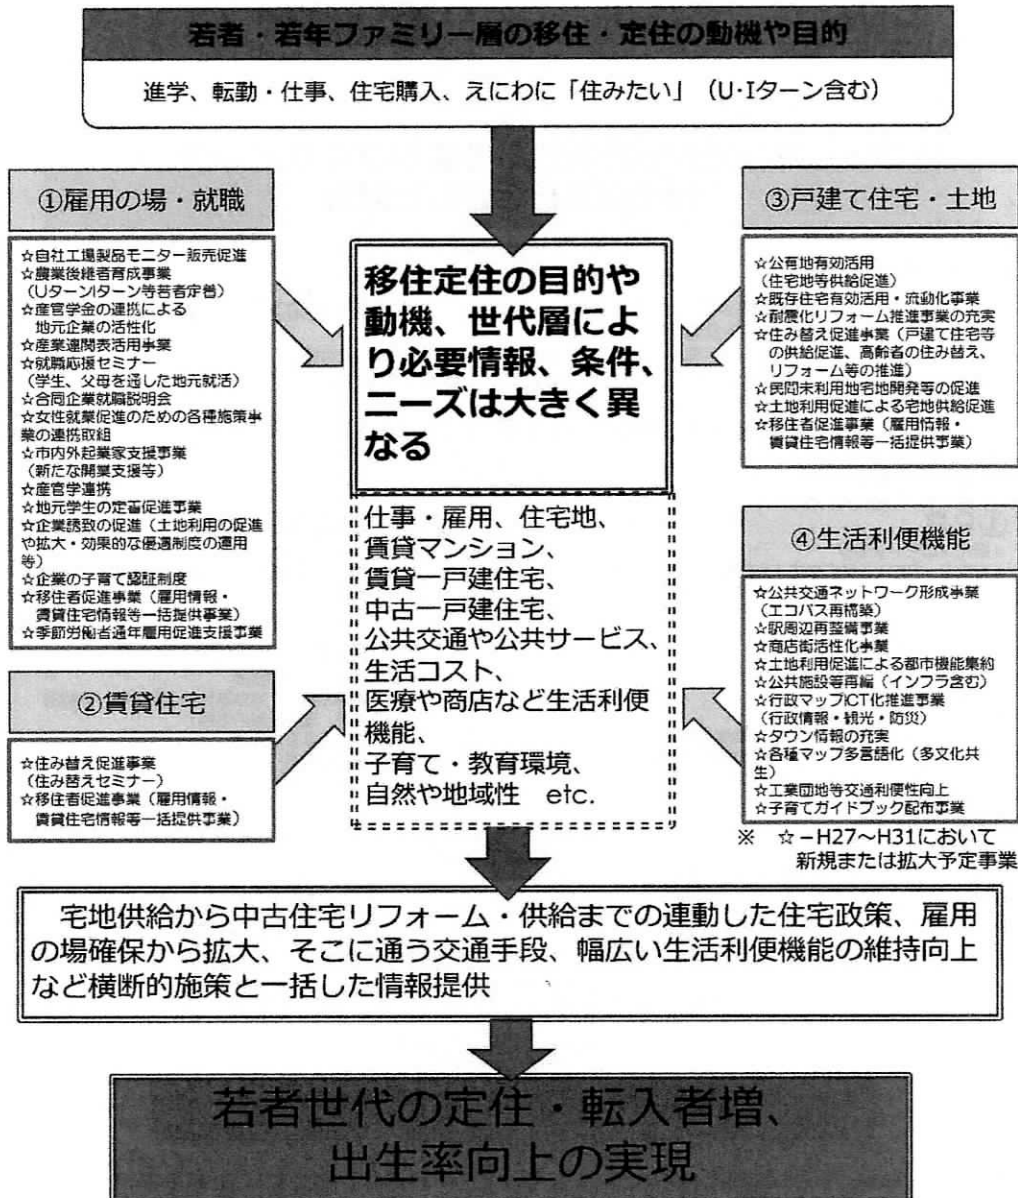 若者・若年ファミリー層の移住・定住の動機や目的
進学、転勤・仕事、住宅購入、えにわに「住みたい」（U･Iターン含む）
①雇用の場・就職
☆自社工場製品モニター販売促進
☆農業後継者育成事業
（UターンIターン等若者定着）
☆産官学金の連携による
地元企業の活性化
☆産業連関表活用事業
☆就職応援セミナー
（学生、父母を通した地元就活）
☆合同企業就職説明会
☆女性就業促進のための各種施策事
業の連携取組
☆市内外起業家支援事業
（新たな開業支援等）
☆産官学連携
☆地元学生の定着促進事業
☆企業誘致の促進（土地利用の促進
や拡大・効果的な優遇制度の運用
等）
☆企業の子育て認証制度
☆移住者促進事業（雇用情報・
賃貸住宅情報等一括提供事業）
☆季節労働者通年雇用促進支援事業
②賃貸住宅
☆住み替え促進事業
（住み替えセミナー）
☆移住者促進事業（雇用情報・
賃貸住宅情報等一括提供事業）
移住定住の目的や
動機、世代層によ
り必要情報、条件、
ニーズは大きく異
なる
仕事・雇用、住宅地、
賃貸マンション、
賃貸一戸建住宅、
中古一戸建住宅、
公共交通や公共サービス、
生活コスト、
医療や商店など生活利便
機能、
子育て・教育環境、
自然や地域性　etc.
③戸建て住宅・土地
☆公有地有効活用
（住宅地等供給促進）
☆既存住宅有効活用・流動化事業
☆耐震化リフォーム推進事業の充実
☆住み替え促進事業（戸建て住宅等
の供給促進、高齢者の住み替え、
リフォーム等の推進）
☆民間未利用地宅地開発等の促進
☆土地利用促進による宅地供給促進
☆移住者促進事業（雇用情報・
賃貸住宅情報等一括提供事業）
④生活利便機能
☆公共交通ネットワーク形成事業
（エコバス再構築）
☆駅周辺再整備事業
☆商店街活性化事業
☆土地利用促進による都市機能集約
☆公共施設等再編（インフラ含む）
☆行政マップICT化推進事業
（行政情報・観光・防災）
☆タウン情報の充実
☆各種マップ多言語化（多文化共
生）
☆工業団地等交通利便性向上
☆子育てガイドブック配布事業
※　☆－H27～H31において
新規または拡大予定事業
宅地供給から中古住宅リフォーム・供給までの連動した住宅政策、雇用
の場確保から拡大、そこに通う交通手段、幅広い生活利便機能の維持向上
など横断的施策と一括した情報提供
若者世代の定住・転入者増、
出生率向上の実現